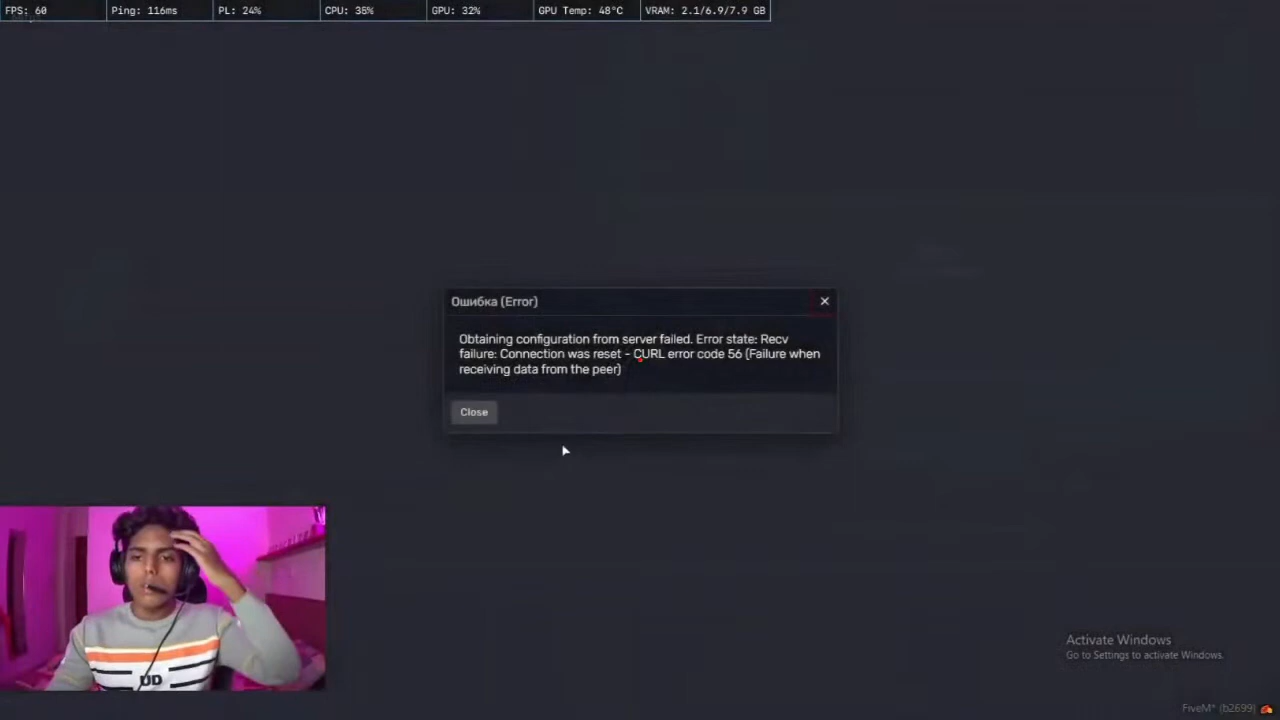 FPS: 60
Ping: 116ms
PL: 24%
CPU: 35%
GPU: 32%
GPU Temp: 48°C
VRAM: 2.1/6.9/7.9 GB
Ошибка (Error)
Obtaining configuration from server failed. Error state: Recv
failure: Connection was reset - CURL error code 56 (Failure when
receiving data from the peer)
Close
Activate Windows
Go to Settings to activate Windows.
FiveM* (b2699)